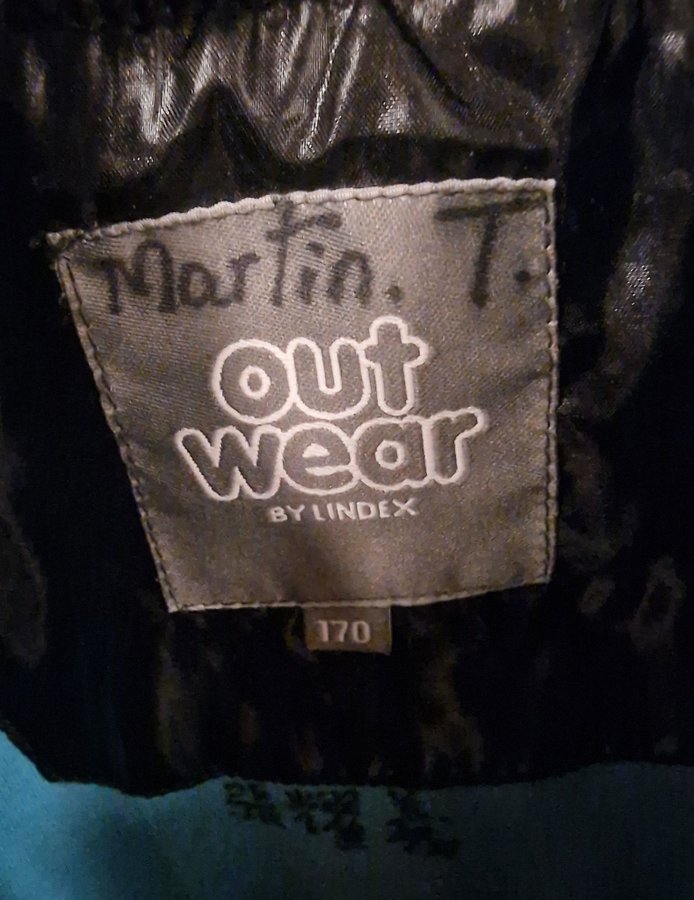 Martin. T.
out
wear
BY LINDEX
170